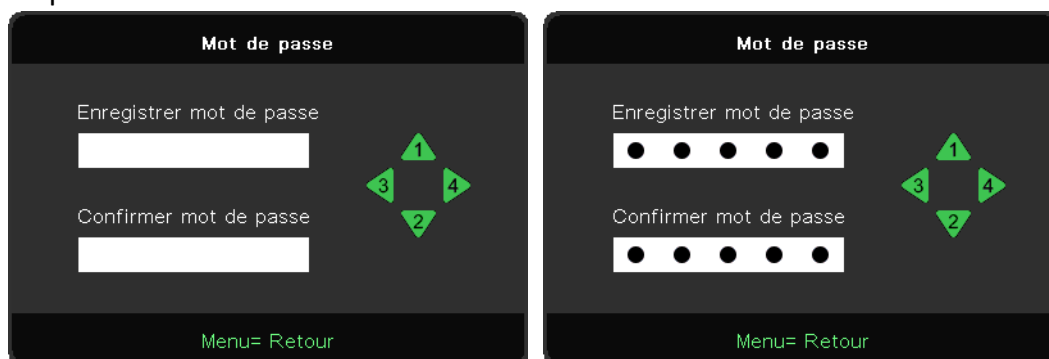 Mot de passe
Enregistrer mot de passe
1
3 4
Confirmer mot de passe
2
Menu= Retour
Mot de passe
Enregistrer mot de passe
1
3 4
Confirmer mot de passe
2
Menu= Retour